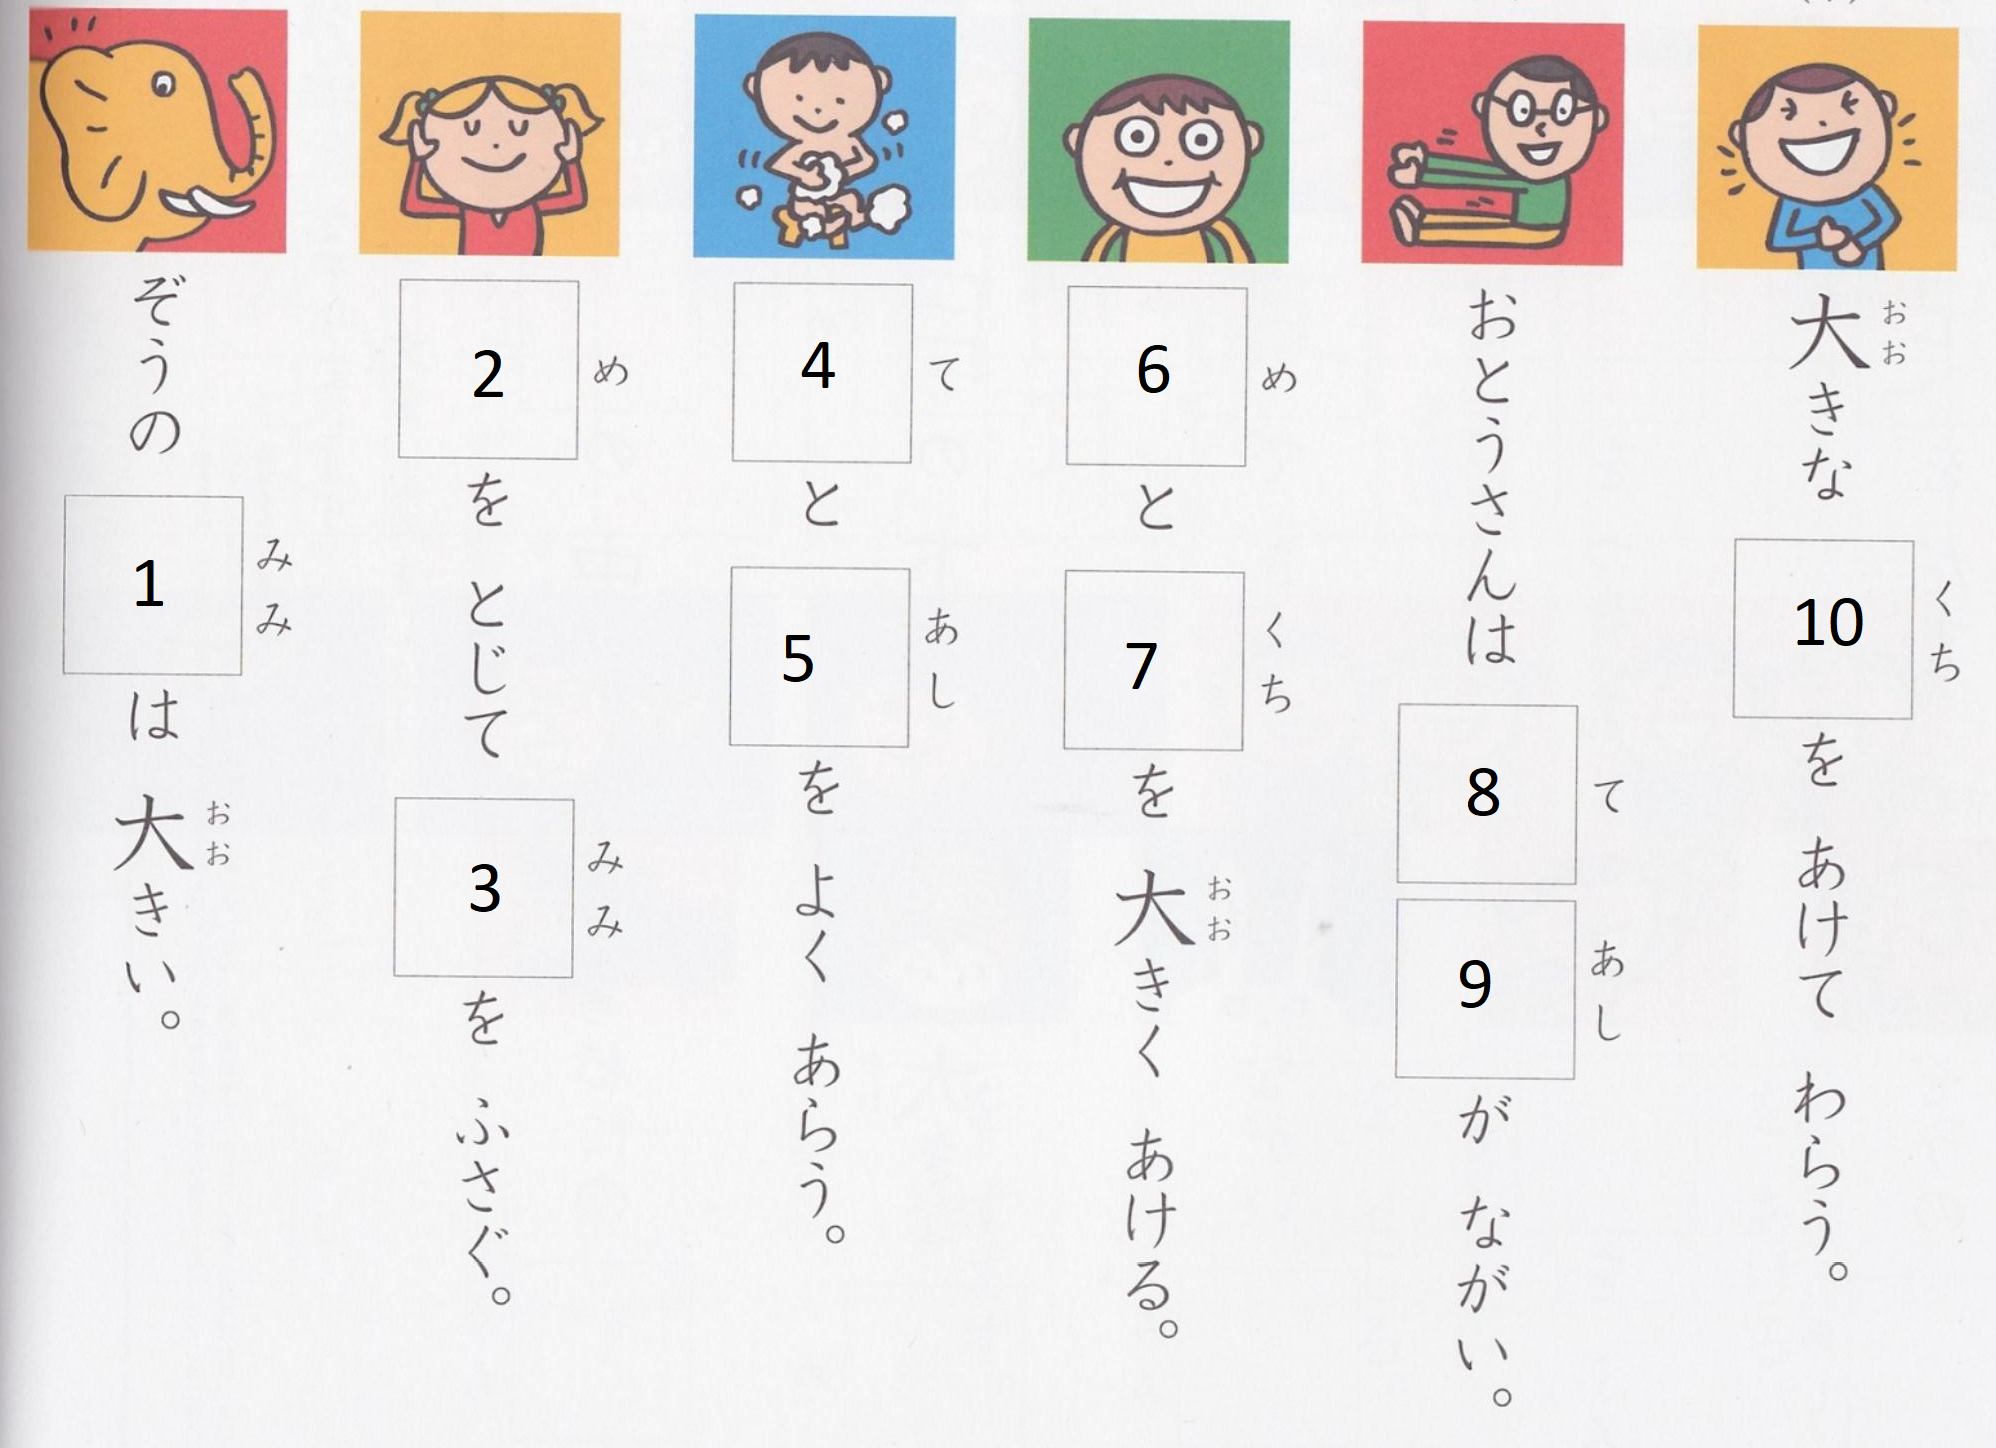 大きな 10 を あけて わらう。
おお
くち
おとうさんは 8 9 が ながい。
て
あし
6 と 7 を 大きく あける。
め
くち
おお
4 と 5 を よく あらう。
て
あし
2 を とじて 3 を ふさぐ。
め
みみ
ぞうの 1 は 大きい。
みみ
おお